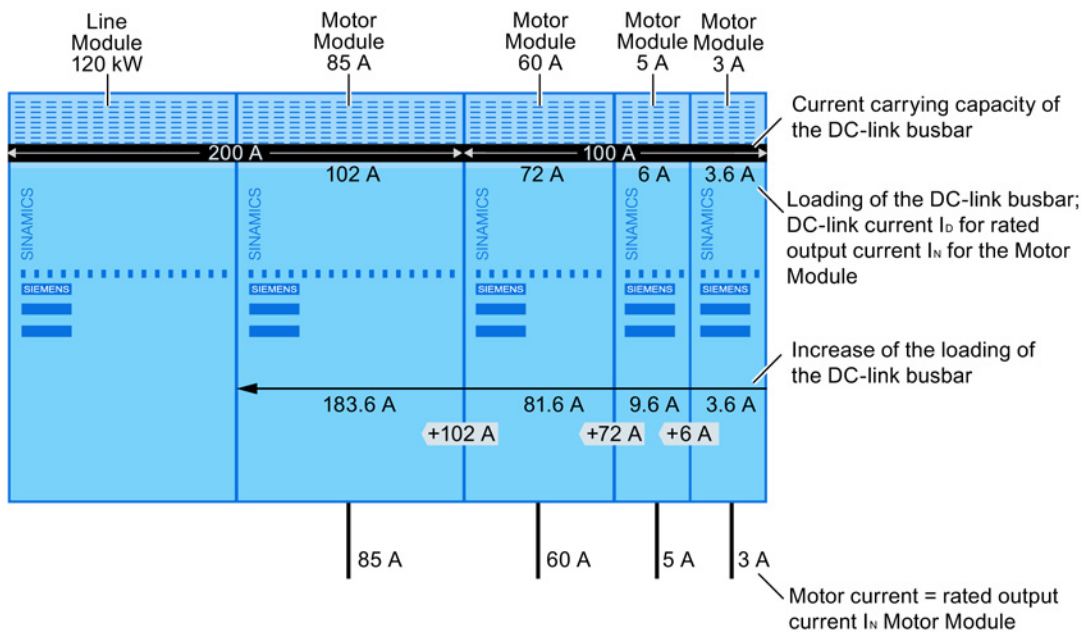 Line
Module
120 kW
Motor
Module
85 A
Motor
Module
60 A
Motor
Module
5 A
Motor
Module
3 A
Current carrying capacity of
the DC-link busbar
200 A
100 A
102 A
72 A
6 A
3.6 A
Loading of the DC-link busbar;
DC-link current ID for rated
output current IN for the Motor
Module
SINAMICS
SINAMICS
SINAMICS
SINAMICS
SINAMICS
SIEMENS
SIEMENS
SIEMENS
SIEMENS
SIEMENS
Increase of the loading of
the DC-link busbar
183.6 A
81.6 A
9.6 A
3.6 A
+102 A
+72 A
+6 A
85 A
60 A
5 A
3 A
Motor current = rated output
current IN Motor Module